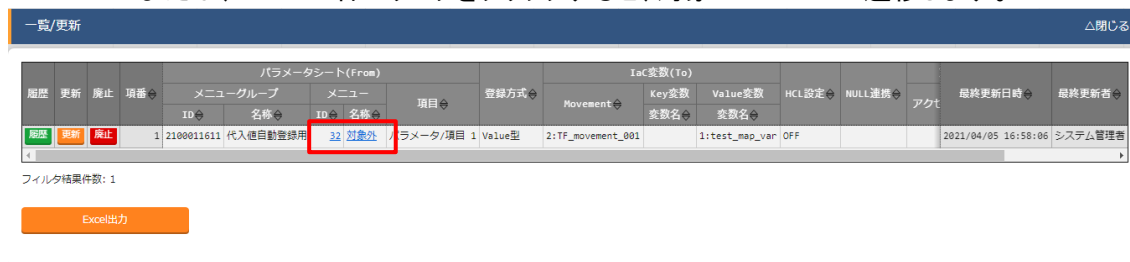 一覧/更新 △閉じる
パラメータシート(From) IaC変数(To)
履歴 更新 廃止 項番 メニューグループ メニュー 項目 登録方式 Movement Key変数 Value変数 HCL設定 NULL連携 アクセ 最終更新日時 最終更新者
ID 名称 ID 名称 変数名 変数名
履歴 更新 廃止 1 2100011611 代入値自動登録用 32 対象外 パラメータ/項目 1 Value型 2:TF_movement_001 1:test_map_var OFF 2021/04/05 16:58:06 システム管理者
フィルタ結果件数: 1
Excel出力